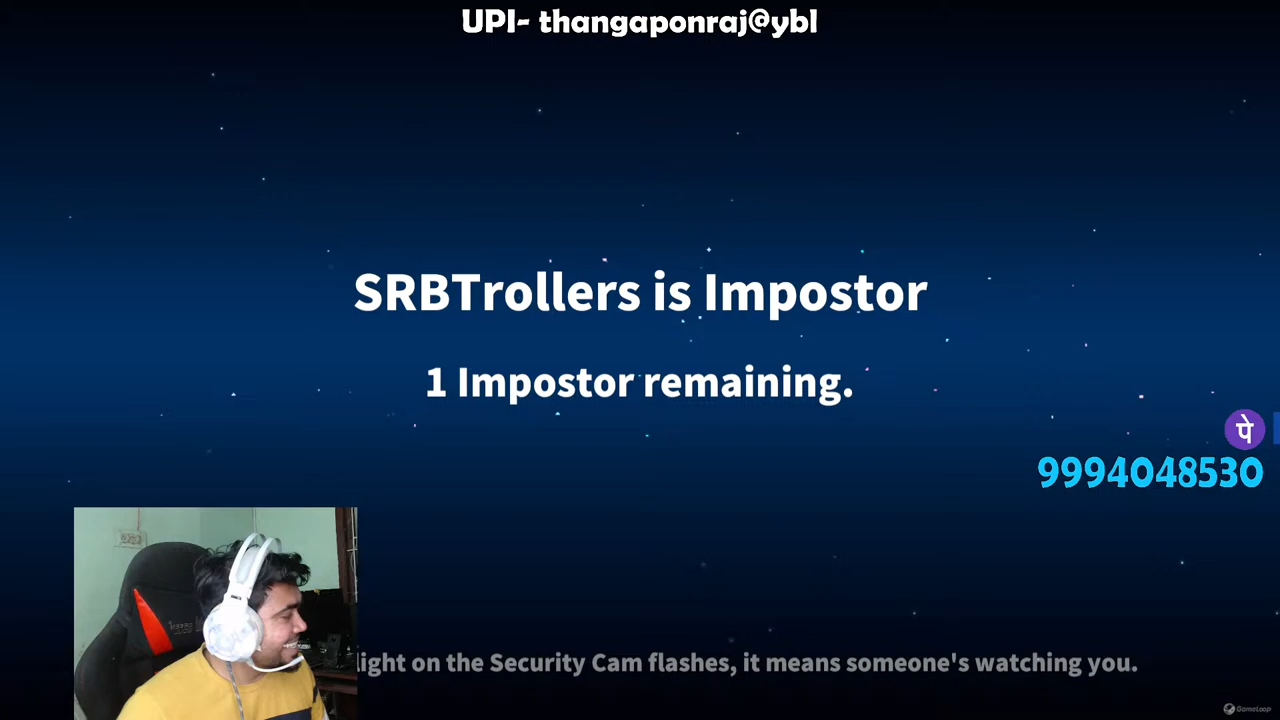 UPI- thangaponraj@ybl
SRBTrollers is Impostor
1 Impostor remaining.
पे
9994048530
light on the Security Cam flashes, it means someone's watching you.
GameLoop